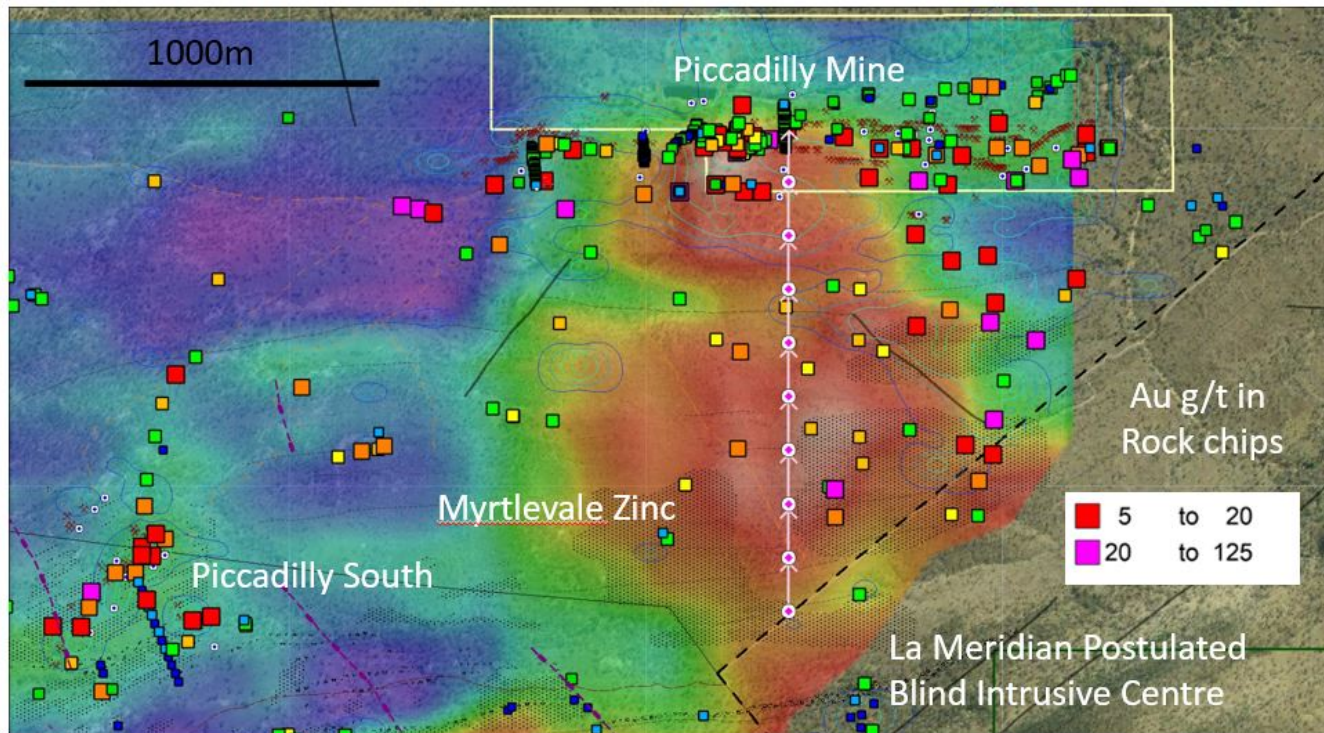 1000m
Piccadilly Mine
Au g/t in
Rock chips
5 to 20
20 to 125
Myrtlevale Zinc
Piccadilly South
La Meridian Postulated
Blind Intrusive Centre